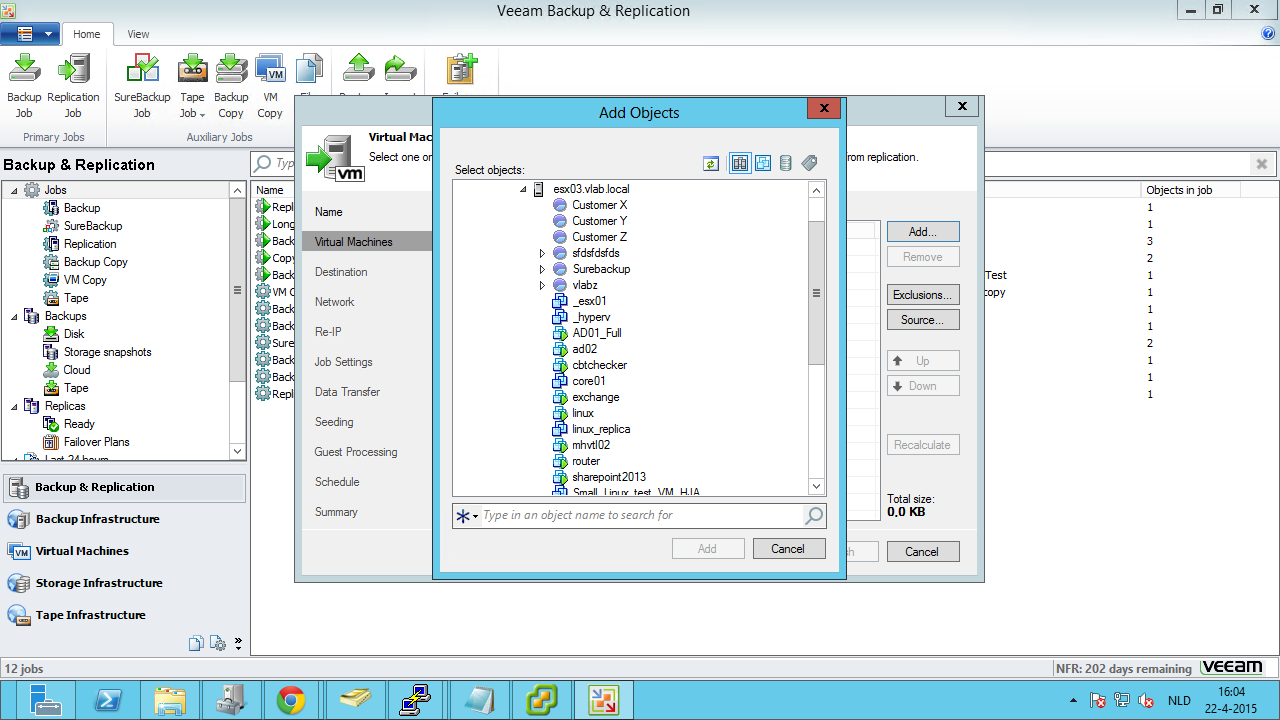 Veeam Backup & Replication
Home View
Backup Job
Replication Job
SureBackup Job
Tape Job
Backup Copy
VM Copy
Primary Jobs
Auxiliary Jobs
Backup & Replication
Jobs
Backup
SureBackup
Replication
Backup Copy
VM Copy
Tape
Backups
Disk
Storage snapshots
Cloud
Tape
Replicas
Ready
Failover Plans
Last 24 hours
Backup & Replication
Backup Infrastructure
Virtual Machines
Storage Infrastructure
Tape Infrastructure
Name
Objects in job
Repl 1
Long 1
Back 3
Copy 2
Back Test 1
VM C copy 1
Back 1
Back 1
Sure 2
Back 1
Back 1
Repl 1
Virtual Mac
Select one or
from replication.
Name
Virtual Machines
Destination
Network
Re-IP
Job Settings
Data Transfer
Seeding
Guest Processing
Schedule
Summary
Add...
Remove
Exclusions...
Source...
Up
Down
Recalculate
Total size:
0.0 KB
Cancel
Add Objects
Select objects:
esx03.vlab.local
Customer X
Customer Y
Customer Z
sfdsfdsfds
Surebackup
vlabz
_esx01
_hyperv
AD01_Full
ad02
cbtchecker
core01
exchange
linux
linux_replica
mhvtl02
router
sharepoint2013
Small_Linux_test_VM_HJA
Type in an object name to search for
Add Cancel
12 jobs
NFR: 202 days remaining
veeam
NLD
16:04
22-4-2015